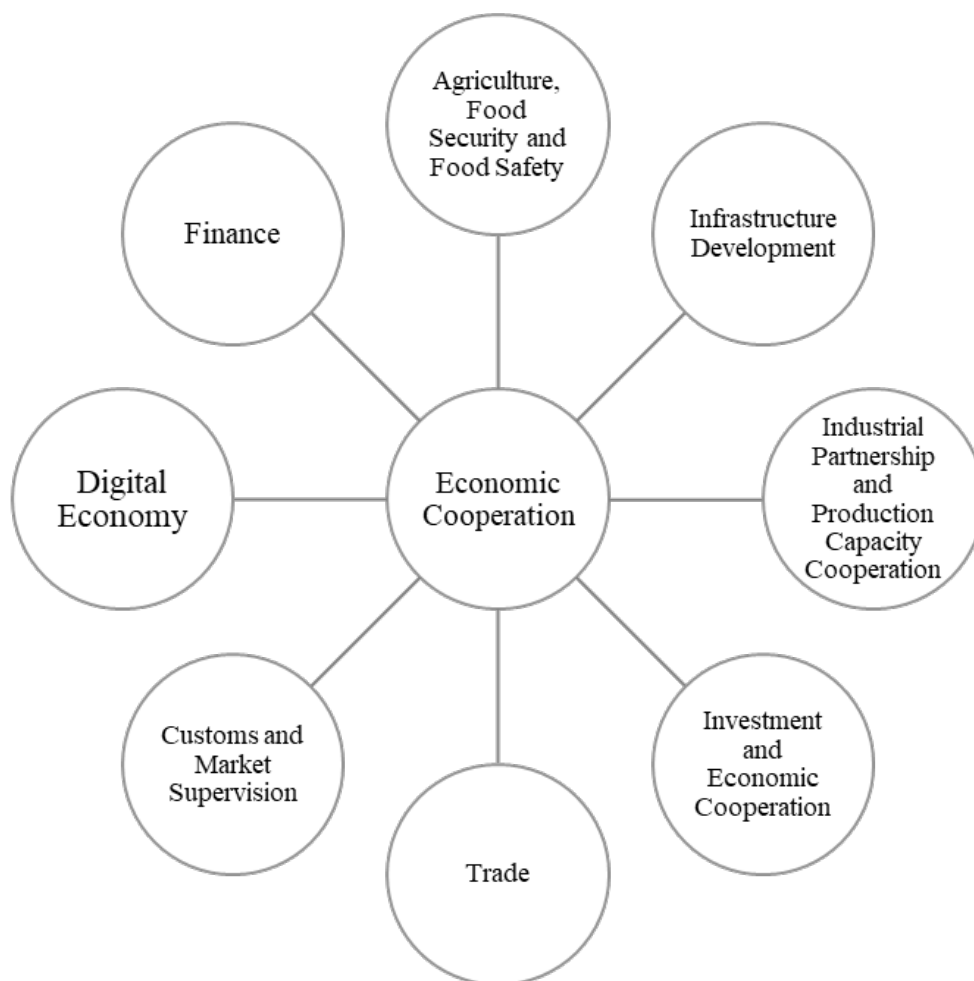 Agriculture,
Food
Security and
Food Safety
Finance
Infrastructure
Development
Digital
Economy
Economic
Cooperation
Industrial
Partnership
and
Production
Capacity
Cooperation
Customs and
Market
Supervision
Investment
and
Economic
Cooperation
Trade